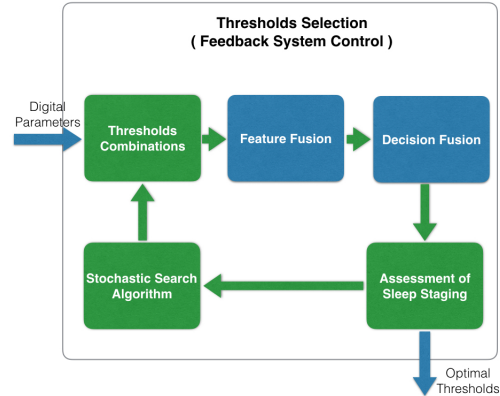 Thresholds Selection
( Feedback System Control )
Digital
Parameters
Thresholds
Combinations
Feature Fusion
Decision Fusion
Stochastic Search
Algorithm
Assessment of
Sleep Staging
Optimal
Thresholds